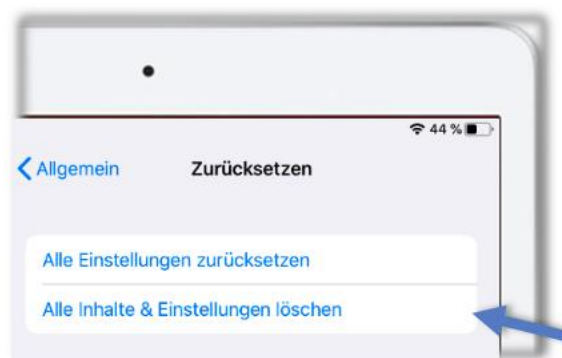 44 %
Allgemein Zurücksetzen
Alle Einstellungen zurücksetzen
Alle Inhalte & Einstellungen löschen